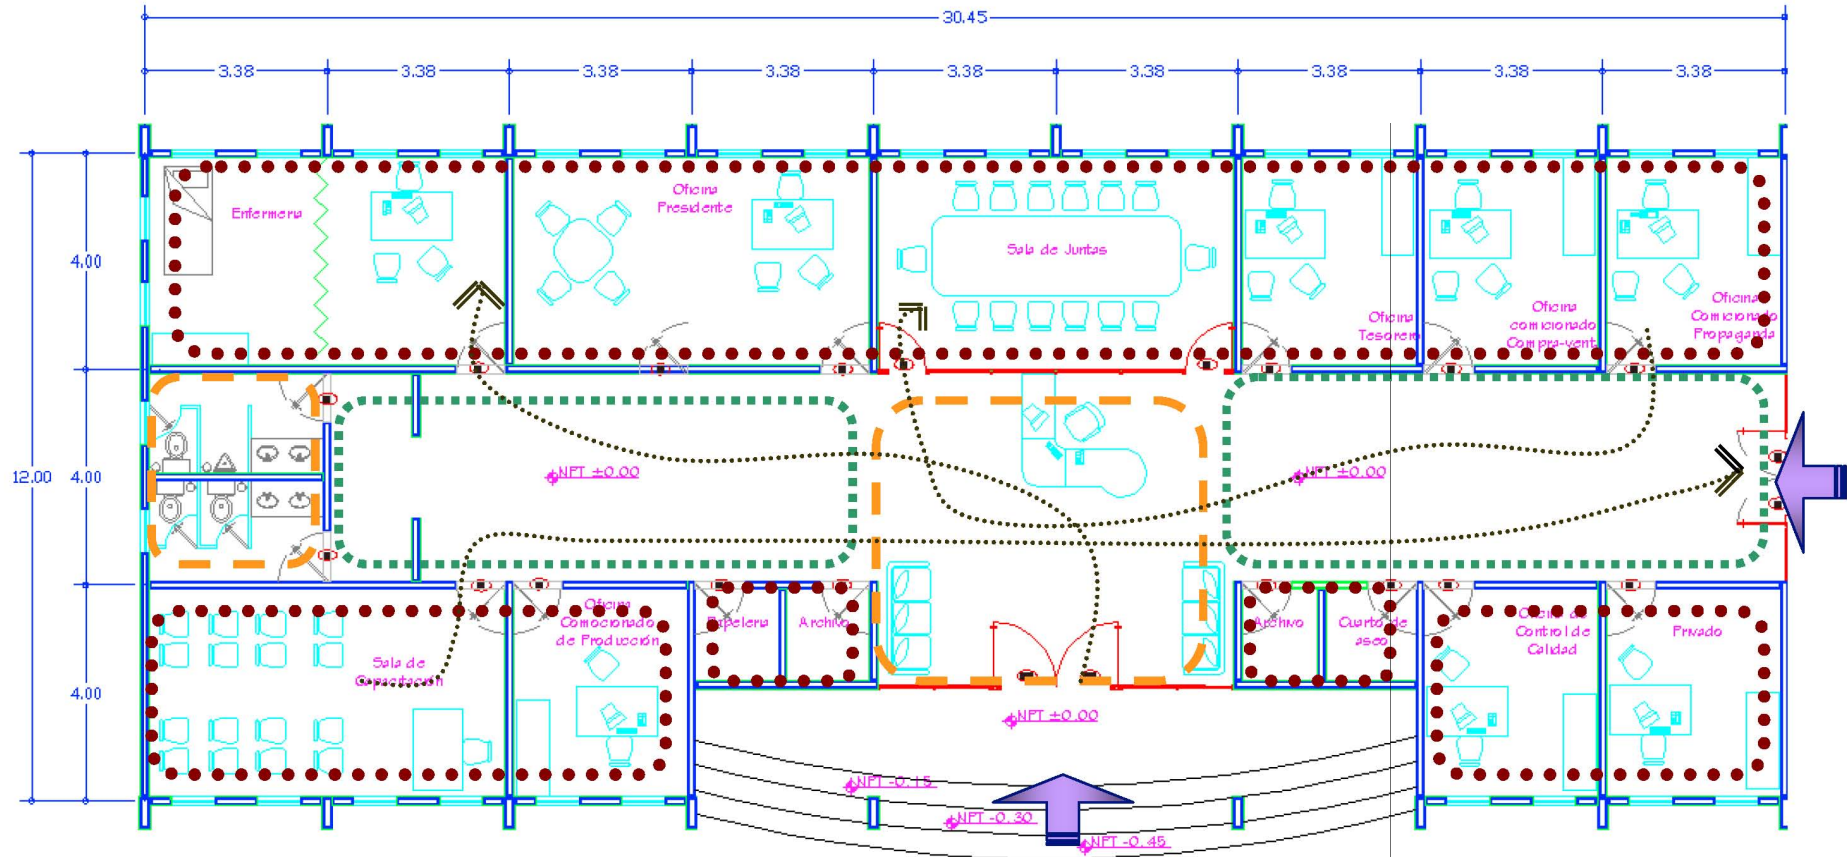 30.45
3.38 3.38 3.38 3.38 3.38 3.38 3.38 3.38 3.38
Enfermeria
Oficina
Presidente
Sala de Juntas
Oficina
Tesorero
Oficina
comicionado
Compra-vent
Oficina
Comicionado
Propaganda
4.00
12.00
4.00
NPT ±0.00
NPT ±0.00
4.00
Sala de
Capacitación
Oficina
Comocionado
de Producción
Papeleria
Archivo
Archivo
Cuarto de
aseo
Oficina de
Control de
Calidad
Privado
NPT ±0.00
NPT -0.15
NPT -0.30
NPT -0.45